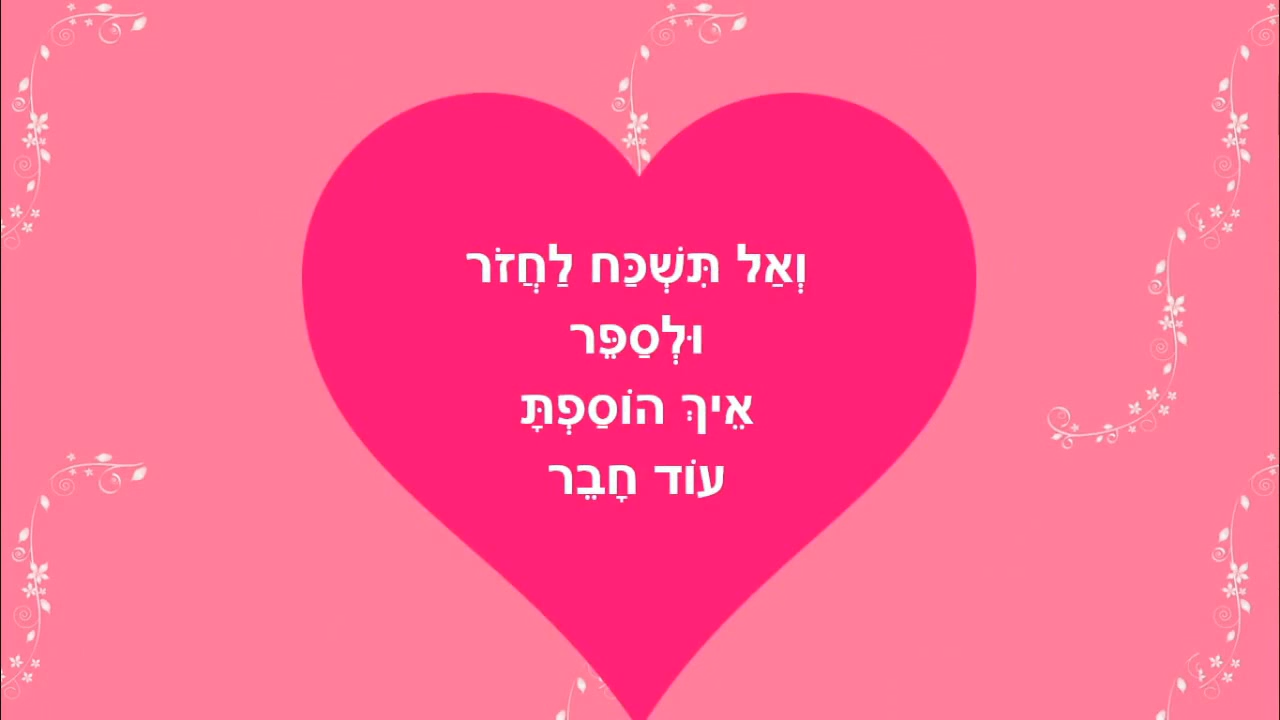 וְאַל תִּשְׁכַּח לַחֲזֹר
וּלְסַפֵּר
אֵיךְ הוֹסַפְתָּ
עוֹד חָבֵר